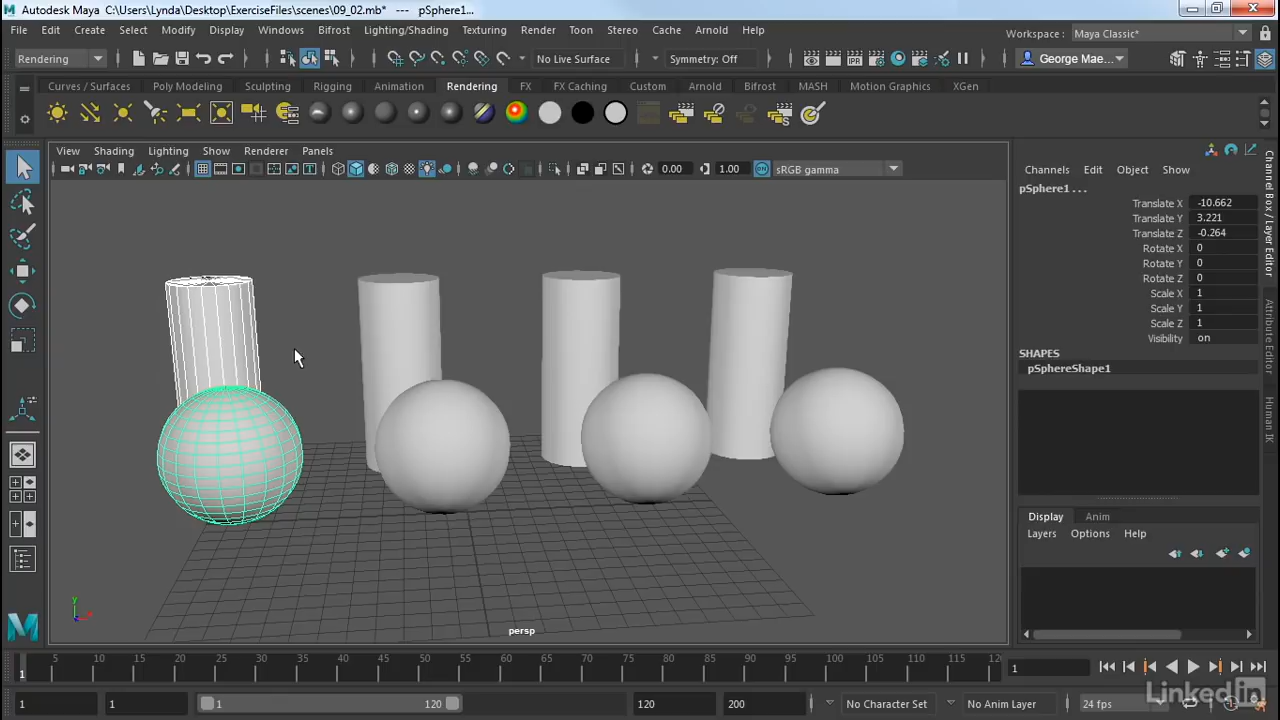 Autodesk Maya C:\Users\Lynda\Desktop\ExerciseFiles\scenes\09_02.mb* --- pSphere1...
File Edit Create Select Modify Display Windows Bifrost Lighting/Shading Texturing Render Toon Stereo Cache Arnold Help
Workspace : Maya Classic*
Rendering No Live Surface Symmetry: Off IPR George Mae...
Curves / Surfaces Poly Modeling Sculpting Rigging Animation Rendering FX FX Caching Custom Arnold Bifrost MASH Motion Graphics XGen
View Shading Lighting Show Renderer Panels
0.00 1.00 sRGB gamma
Channels Edit Object Show
pSphere1 ...
Translate X -10.662
Translate Y 3.221
Translate Z -0.264
Rotate X 0
Rotate Y 0
Rotate Z 0
Scale X 1
Scale Y 1
Scale Z 1
Visibility on
SHAPES
pSphereShape1
Channel Box / Layer Editor
Attribute Editor
Human IK
Display Anim
Layers Options Help
y
persp
1 5 10 15 20 25 30 35 40 45 50 55 60 65 70 75 80 85 90 95 100 105 110 115 120
1
1 1 1 120 120 200 No Character Set No Anim Layer 24 fps
LinkedIn